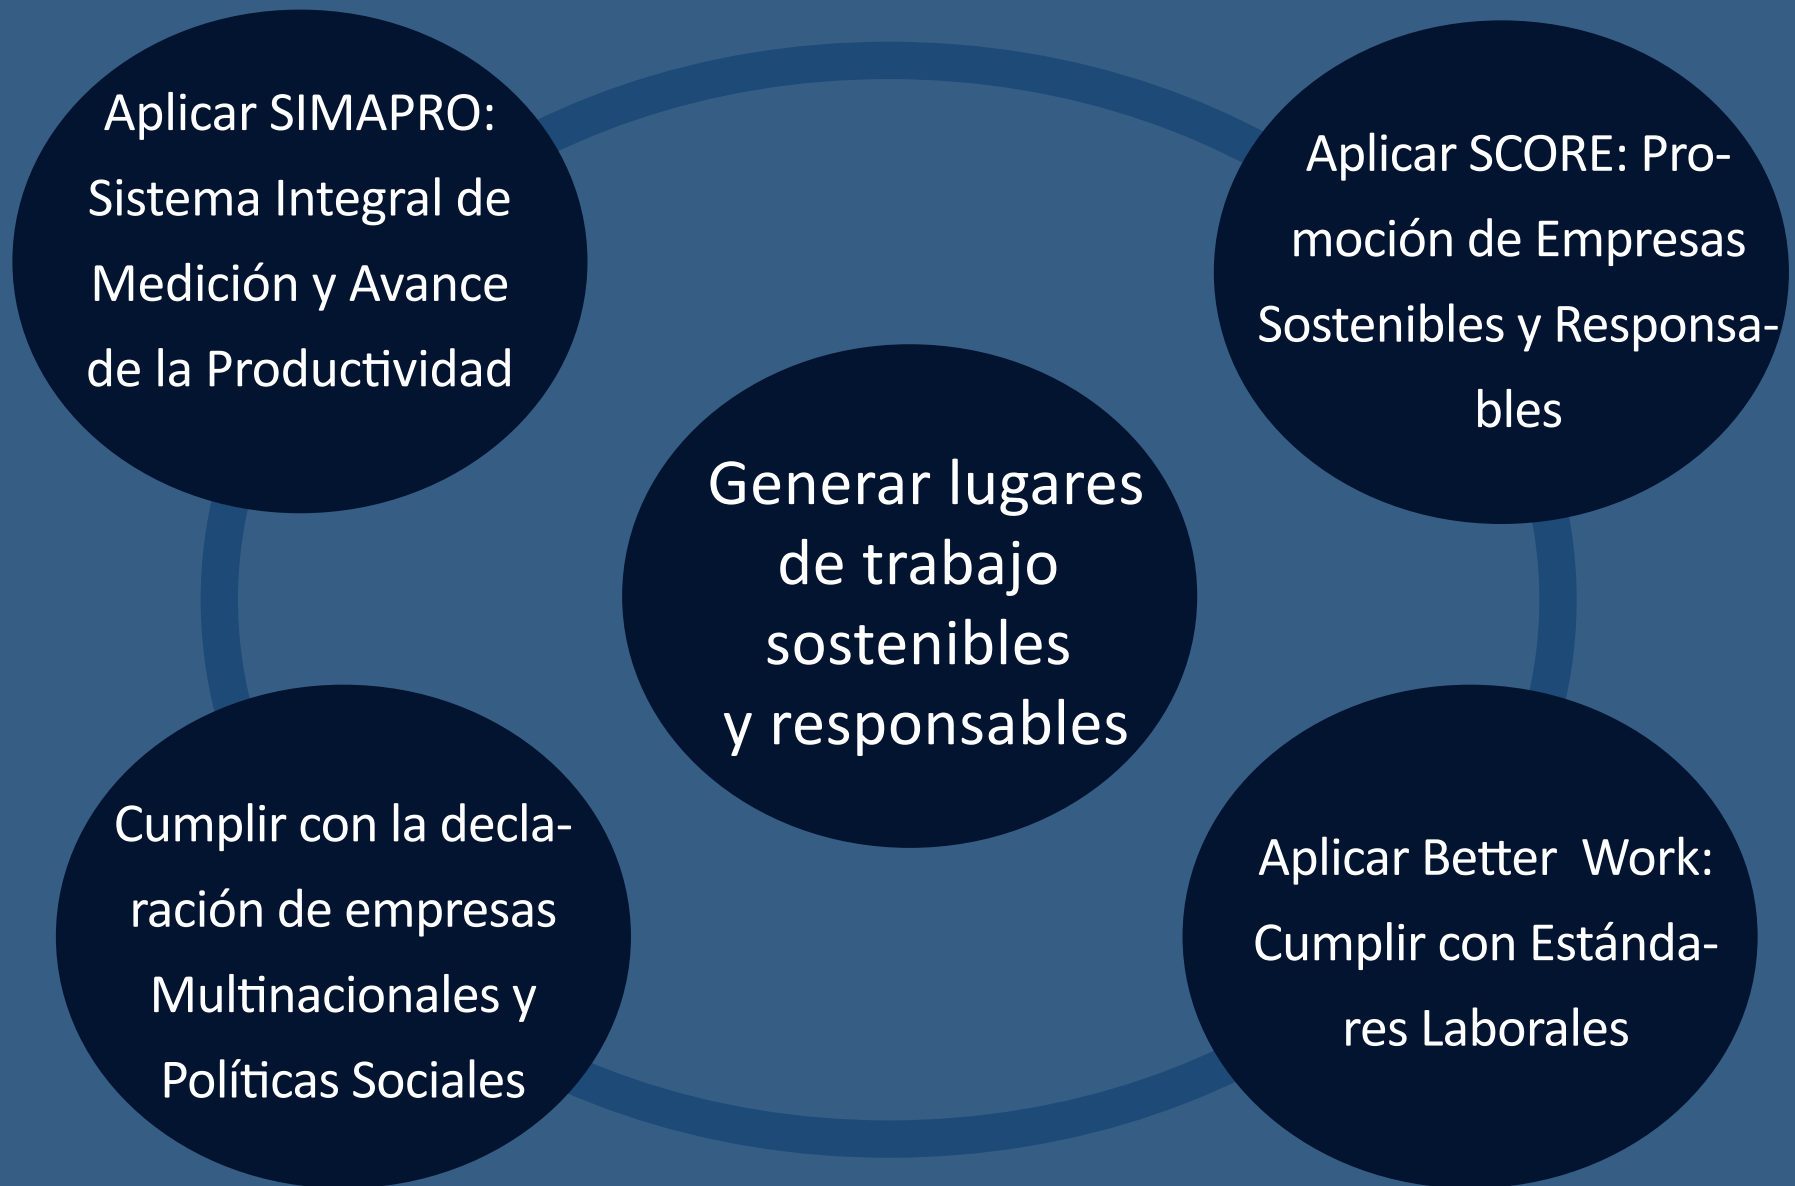 Aplicar SIMAPRO:
Sistema Integral de
Medición y Avance
de la Productividad
Aplicar SCORE: Pro-
moción de Empresas
Sostenibles y Responsa-
bles
Generar lugares
de trabajo
sostenibles
y responsables
Cumplir con la decla-
ración de empresas
Multinacionales y
Políticas Sociales
Aplicar Better  Work:
Cumplir con Estánda-
res Laborales